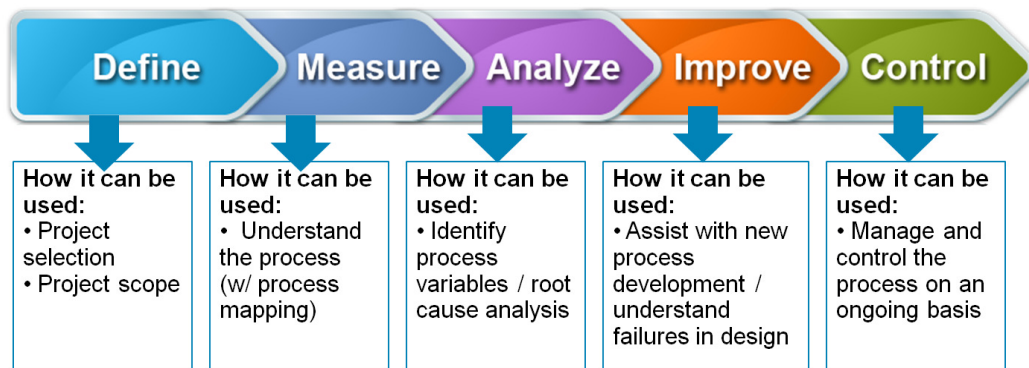 Define
Measure
Analyze
Improve
Control
How it can be
used:
• Project
selection
• Project scope
How it can be
used:
• Understand
the process
(w/ process
mapping)
How it can be
used:
• Identify
process
variables / root
cause analysis
How it can be
used:
• Assist with new
process
development /
understand
failures in design
How it can be
used:
• Manage and
control the
process on an
ongoing basis